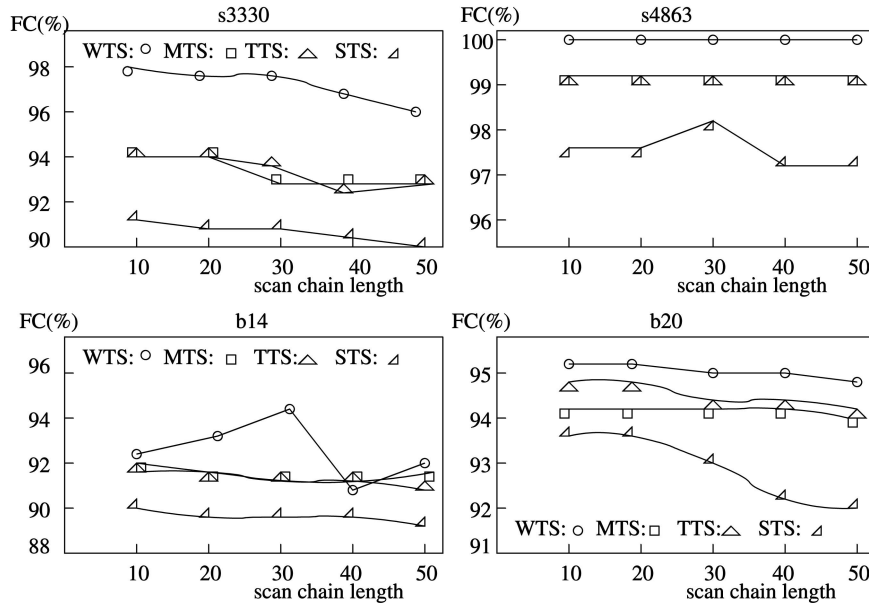 s3330
FC(%)
WTS: MTS: TTS: STS:
98
96
94
92
90
10 20 30 40 50
scan chain length
s4863
FC(%)
100
99
98
97
96
10 20 30 40 50
scan chain length
b14
FC(%)
WTS: MTS: TTS: STS:
96
94
92
90
88
10 20 30 40 50
scan chain length
b20
FC(%)
95
94
93
92
91
WTS: MTS: TTS: STS:
10 20 30 40 50
scan chain length